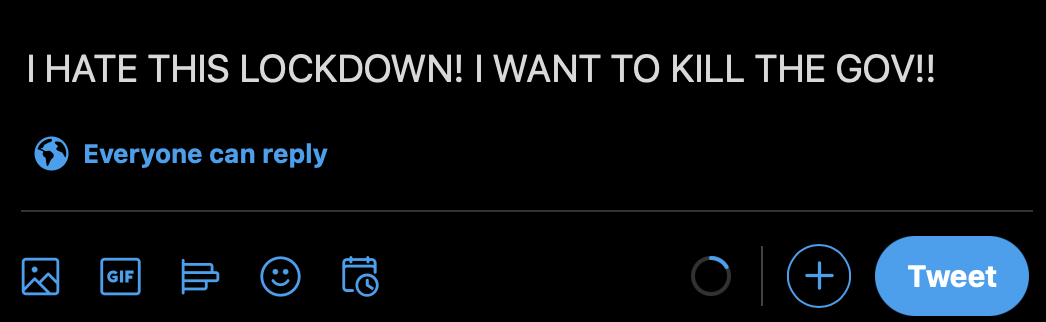 I HATE THIS LOCKDOWN! I WANT TO KILL THE GOV!!
Everyone can reply
GIF
Tweet